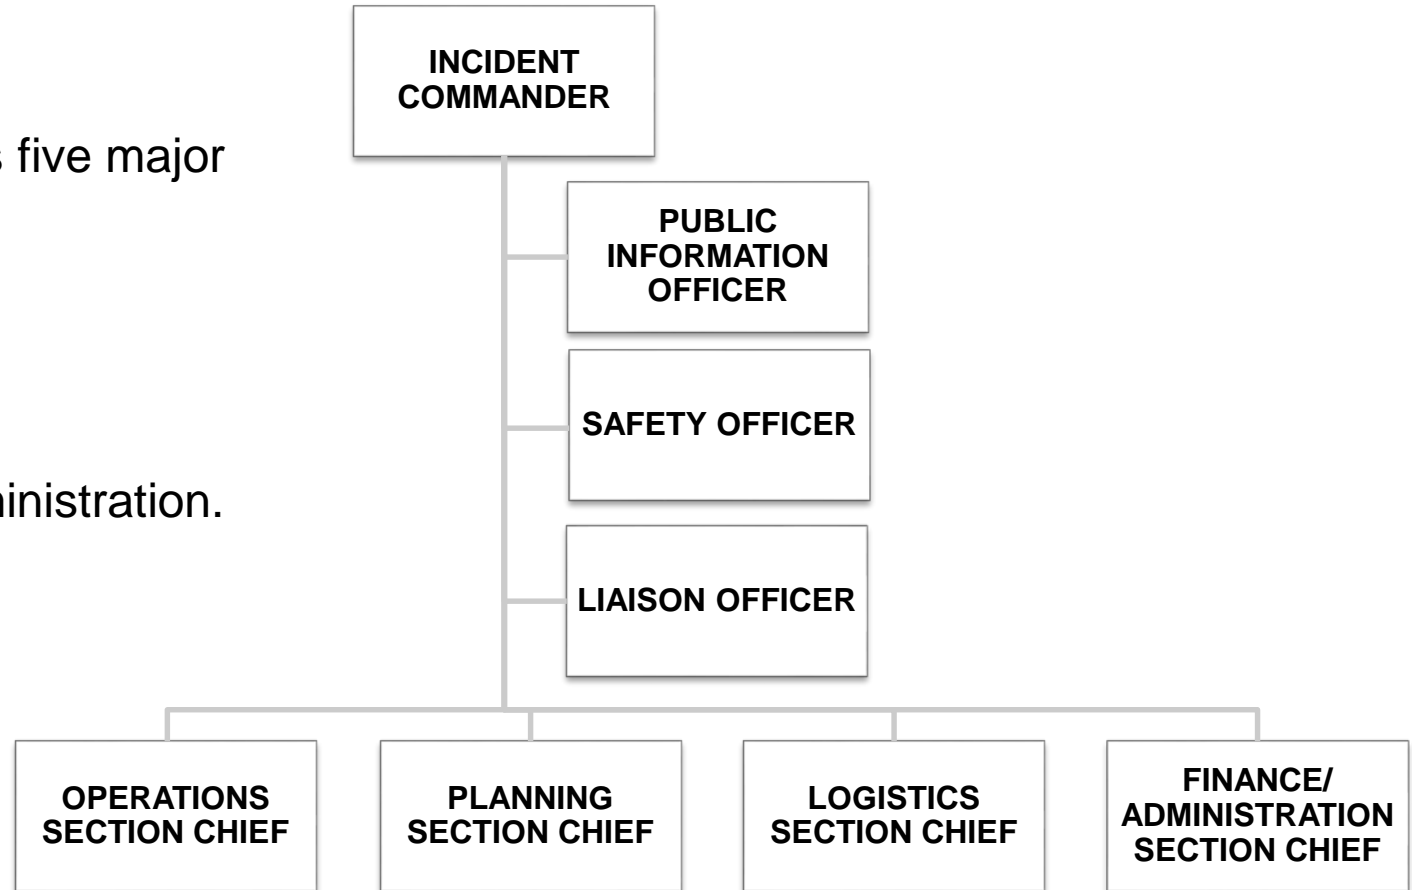 INCIDENT
COMMANDER
s five major
PUBLIC
INFORMATION
OFFICER
SAFETY OFFICER
ninistration.
LIAISON OFFICER
OPERATIONS
SECTION CHIEF
PLANNING
SECTION CHIEF
LOGISTICS
SECTION CHIEF
FINANCE/
ADMINISTRATION
SECTION CHIEF